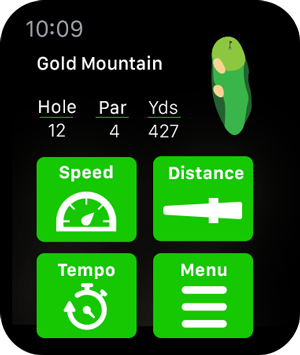 10:09
Gold Mountain
Hole Par Yds
12 4 427
Speed Distance
Tempo Menu